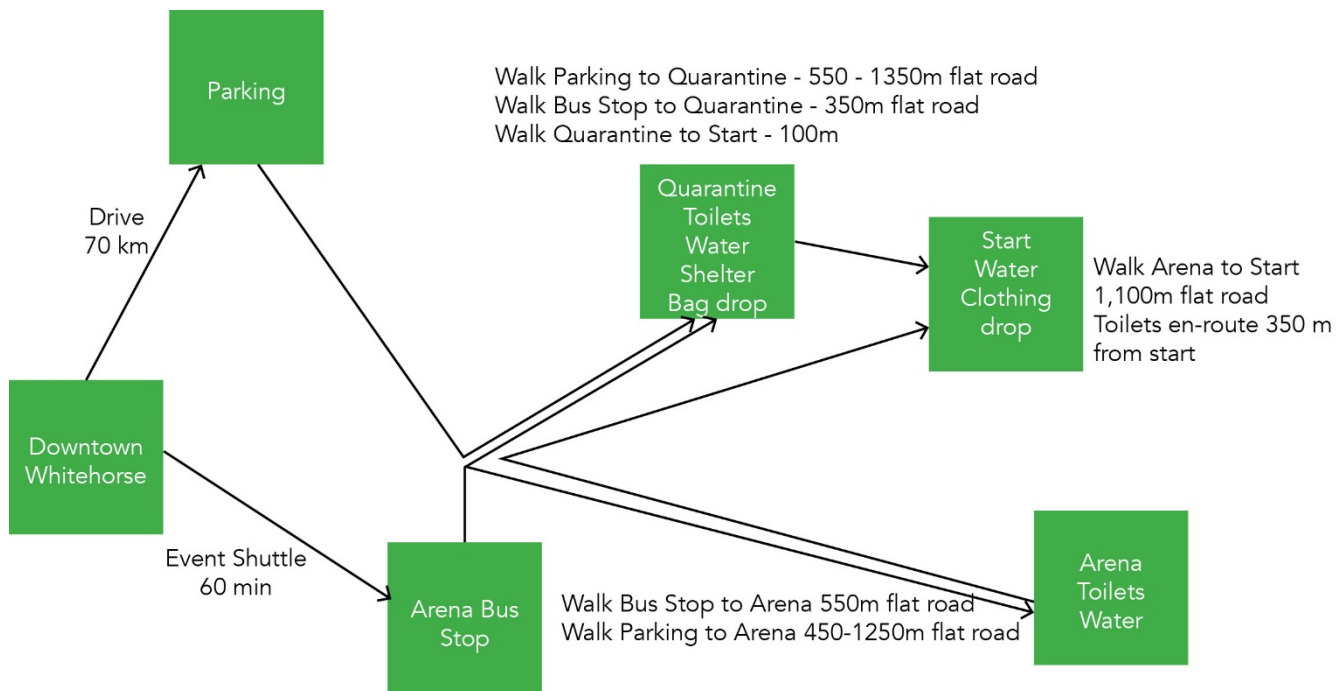 Parking
Walk Parking to Quarantine - 550 - 1350m flat road
Walk Bus Stop to Quarantine - 350m flat road
Walk Quarantine to Start - 100m
Drive
70 km
Quarantine
Toilets
Water
Shelter
Bag drop
Start
Water
Clothing
drop
Walk Arena to Start
1,100m flat road
Toilets en-route 350 m
from start
Downtown
Whitehorse
Event Shuttle
60 min
Arena Bus
Stop
Walk Bus Stop to Arena 550m flat road
Walk Parking to Arena 450-1250m flat road
Arena
Toilets
Water